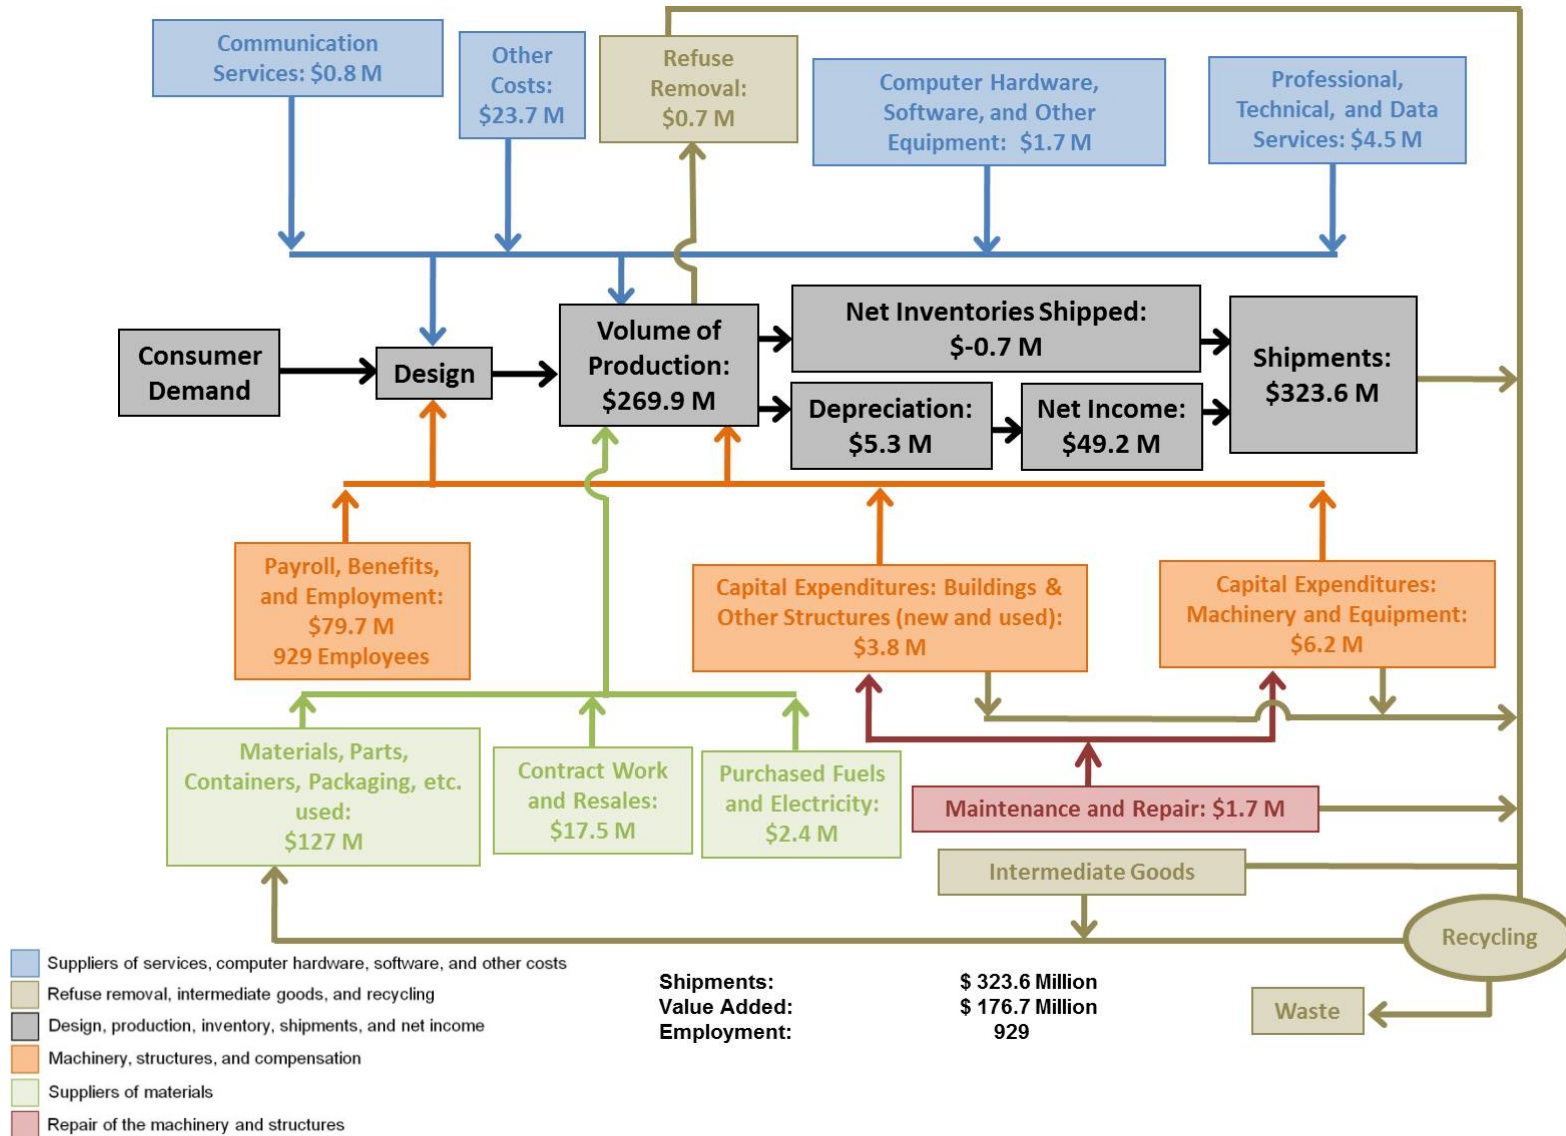 Communication
Services: $0.8 M
Other
Costs:
$23.7 M
Refuse
Removal:
$0.7 M
Computer Hardware,
Software, and Other
Equipment: $1.7 M
Professional,
Technical, and Data
Services: $4.5 M
Consumer
Demand
Design
Volume of
Production:
$269.9 M
Net Inventories Shipped:
$-0.7 M
Depreciation:
$5.3 M
Net Income:
$49.2 M
Shipments:
$323.6 M
Payroll, Benefits,
and Employment:
$79.7 M
929 Employees
Capital Expenditures: Buildings &
Other Structures (new and used):
$3.8 M
Capital Expenditures:
Machinery and Equipment:
$6.2 M
Materials, Parts,
Containers, Packaging, etc.
used:
$127 M
Contract Work
and Resales:
$17.5 M
Purchased Fuels
and Electricity:
$2.4 M
Maintenance and Repair: $1.7 M
Intermediate Goods
Recycling
Waste
Suppliers of services, computer hardware, software, and other costs
Refuse removal, intermediate goods, and recycling
Design, production, inventory, shipments, and net income
Machinery, structures, and compensation
Suppliers of materials
Repair of the machinery and structures
Shipments: $ 323.6 Million
Value Added: $ 176.7 Million
Employment: 929